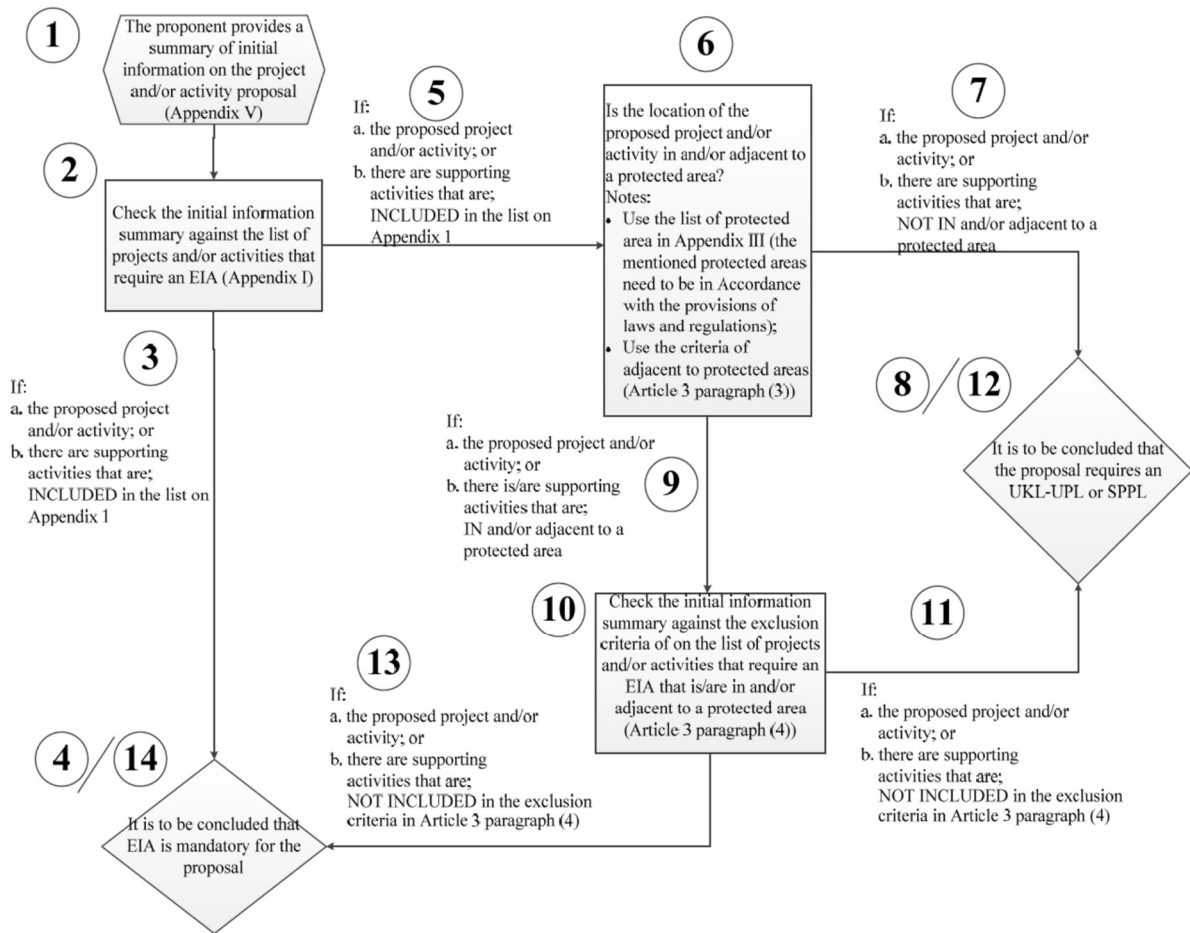 1
The proponent provides a
summary of initial
information on the project
and/or activity proposal
(Appendix V)
2
Check the initial information
summary against the list of
projects and/or activities that
require an EIA (Appendix I)
3
If:
a. the proposed project
and/or activity; or
b. there are supporting
activities that are;
INCLUDED in the list on
Appendix 1
4
/
14
It is to be concluded that
EIA is mandatory for the
proposal
5
If:
a. the proposed project
and/or activity; or
b. there are supporting
activities that are;
INCLUDED in the list on
Appendix 1
6
Is the location of the
proposed project and/or
activity in and/or adjacent to
a protected area?
Notes:
• Use the list of protected
area in Appendix III (the
mentioned protected areas
need to be in Accordance
with the provisions of
laws and regulations);
• Use the criteria of
adjacent to protected areas
(Article 3 paragraph (3))
7
If:
a. the proposed project and/or
activity; or
b. there are supporting
activities that are;
NOT IN and/or adjacent to a
protected area
8
/
12
It is to be concluded that
the proposal requires an
UKL-UPL or SPPL
9
If:
a. the proposed project and/or
activity; or
b. there is/are supporting
activities that are;
IN and/or adjacent to a
protected area
10
Check the initial information
summary against the exclusion
criteria of on the list of projects
and/or activities that require an
EIA that is/are in and/or
adjacent to a protected area
(Article 3 paragraph (4))
11
If:
a. the proposed project and/or
activity; or
b. there are supporting
activities that are;
NOT INCLUDED in the exclusion
criteria in Article 3 paragraph (4)
13
If:
a. the proposed project and/or
activity; or
b. there are supporting
activities that are;
NOT INCLUDED in the exclusion
criteria in Article 3 paragraph (4)